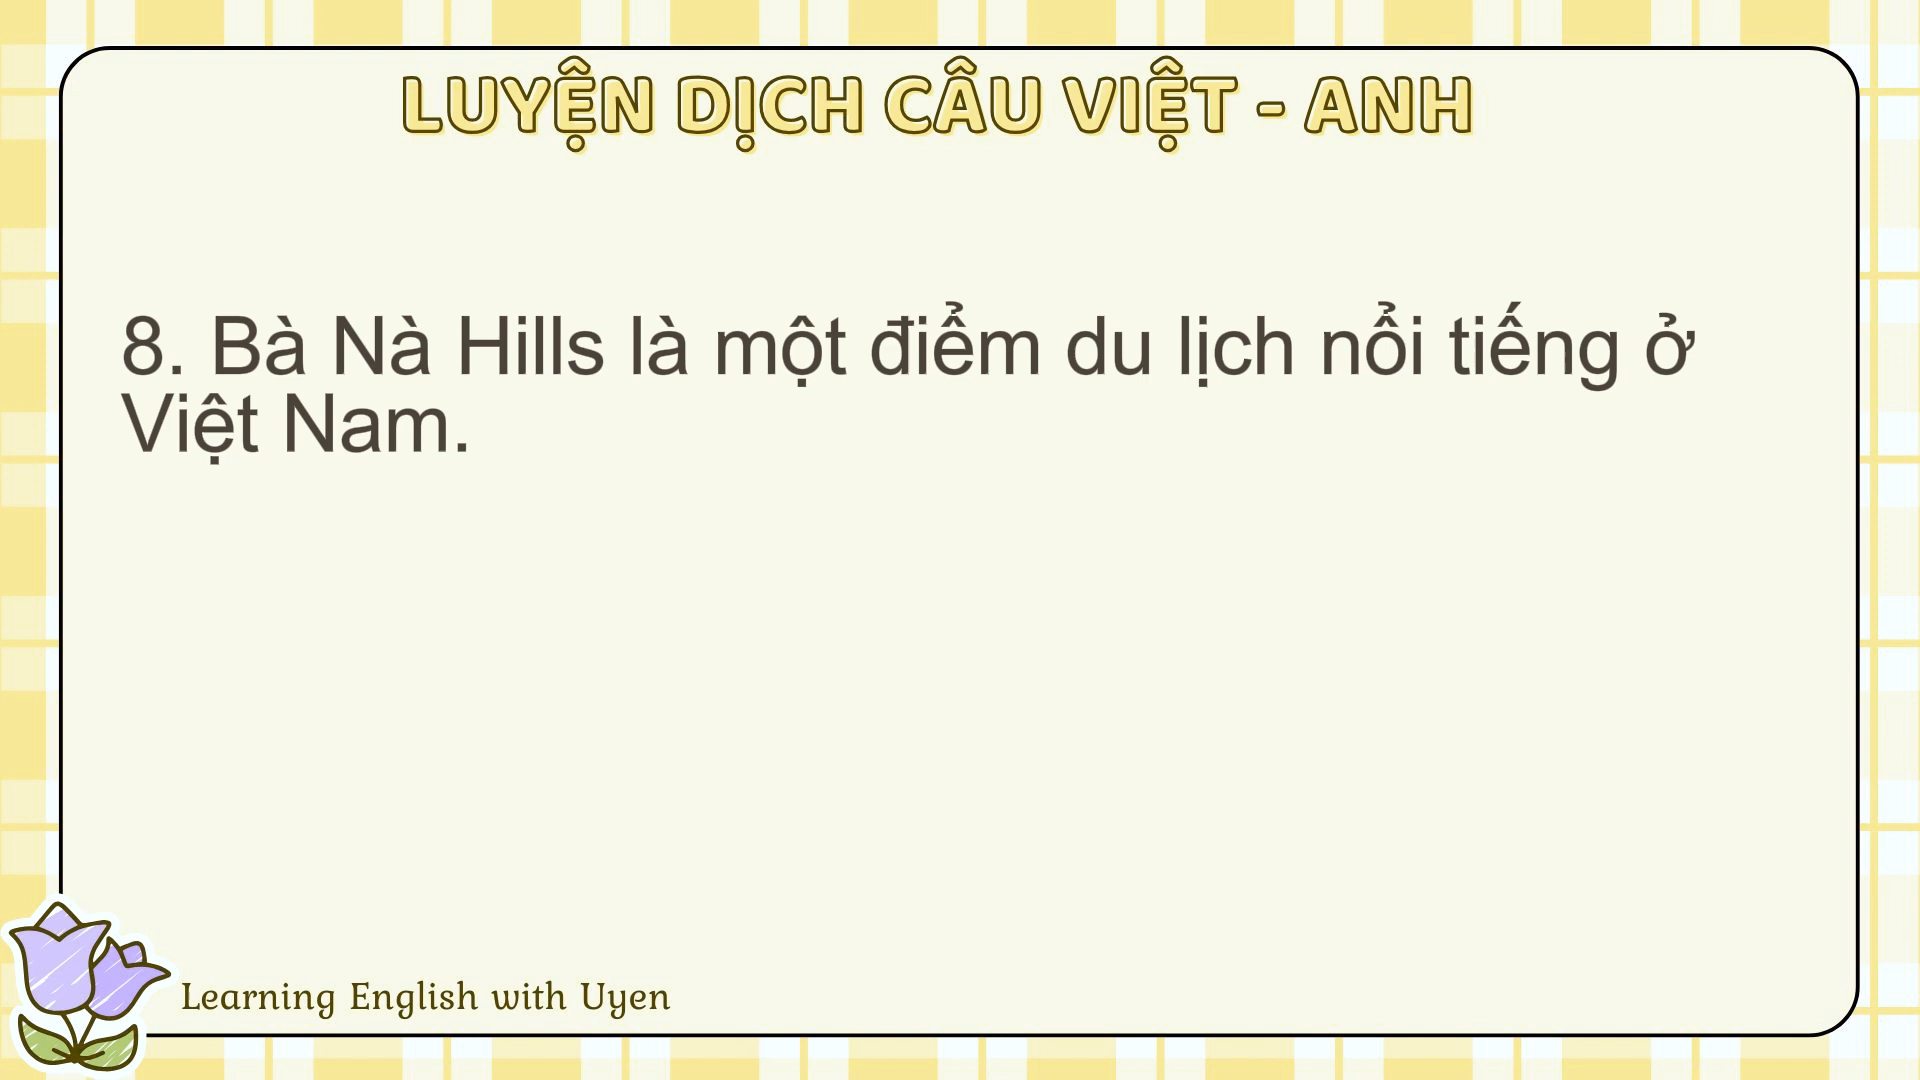 LUYỆN DỊCH CÂU VIỆT - ANH
8. Bà Nà Hills là một điểm du lịch nổi tiếng ở
Việt Nam.
Learning English with Uyen